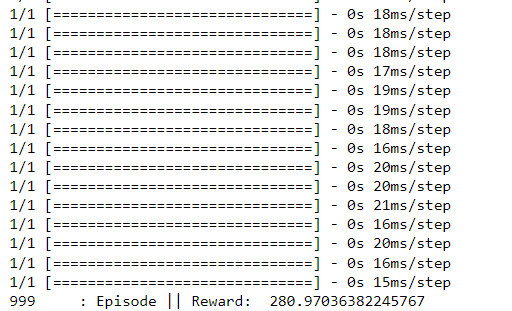 1/1 [==============================] - 0s 18ms/step
1/1 [==============================] - 0s 18ms/step
1/1 [==============================] - 0s 18ms/step
1/1 [==============================] - 0s 17ms/step
1/1 [==============================] - 0s 19ms/step
1/1 [==============================] - 0s 19ms/step
1/1 [==============================] - 0s 18ms/step
1/1 [==============================] - 0s 16ms/step
1/1 [==============================] - 0s 20ms/step
1/1 [==============================] - 0s 20ms/step
1/1 [==============================] - 0s 21ms/step
1/1 [==============================] - 0s 16ms/step
1/1 [==============================] - 0s 20ms/step
1/1 [==============================] - 0s 16ms/step
1/1 [==============================] - 0s 15ms/step
999     : Episode || Reward:  280.97036382245767